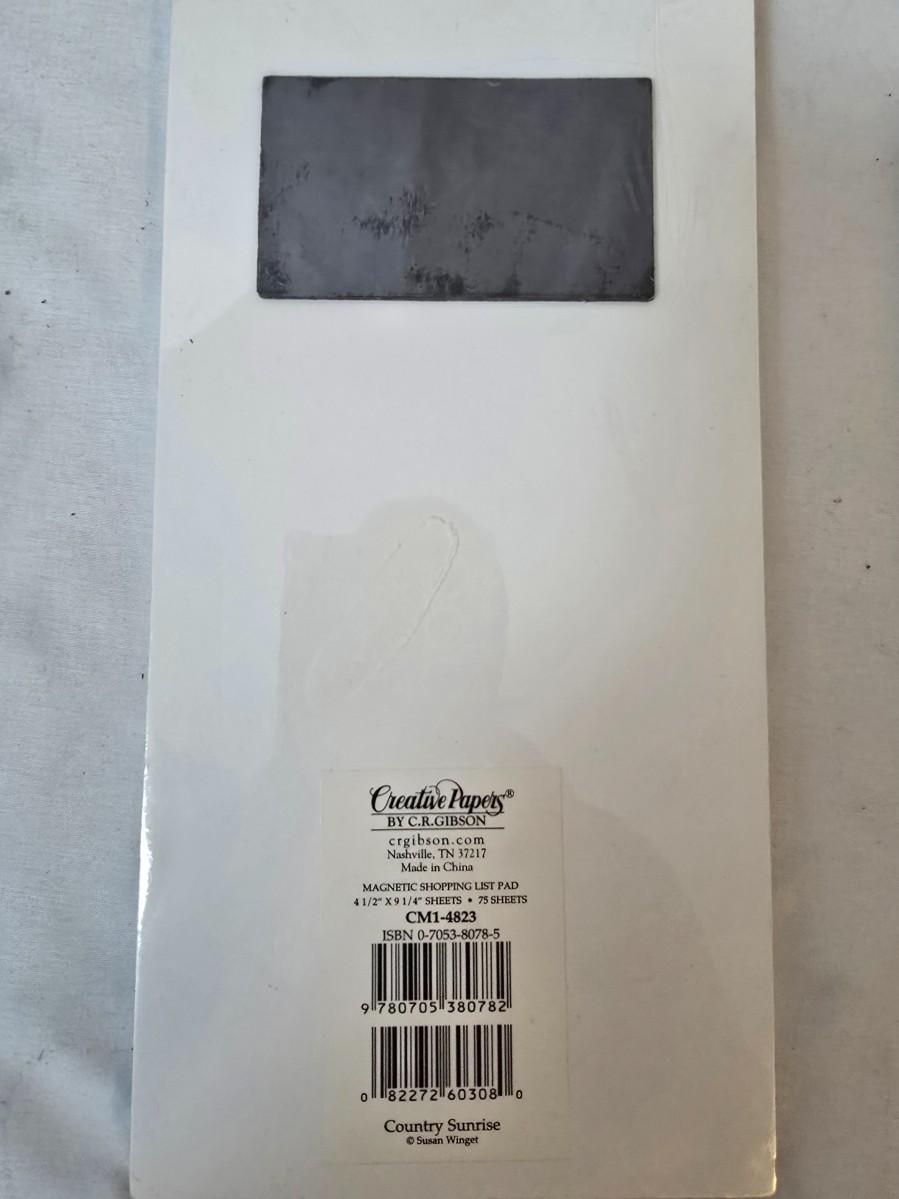 Creative Papers®
BY C.R.GIBSON
crgibson.com
Nashville, TN 37217
Made in China
MAGNETIC SHOPPING LIST PAD
4 1/2" X 9 1/4" SHEETS • 75 SHEETS
CM1-4823
ISBN 0-7053-8078-5
9 780705 380782
0 82272 60308 0
Country Sunrise
© Susan Winget